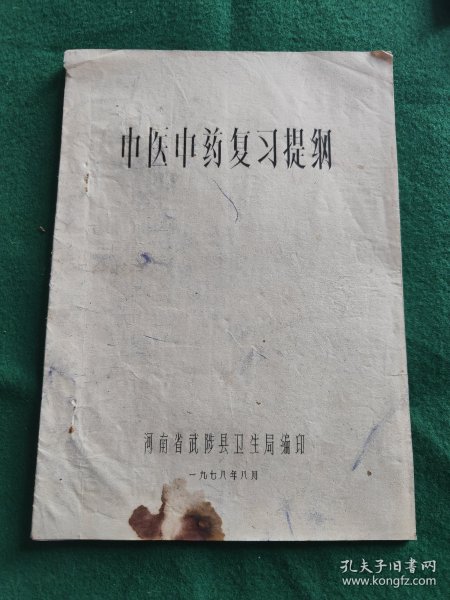 中医中药复习提纲
河南省武陟县卫生局编印
一九七八年八月
孔夫子旧书网
www.kongfz.com